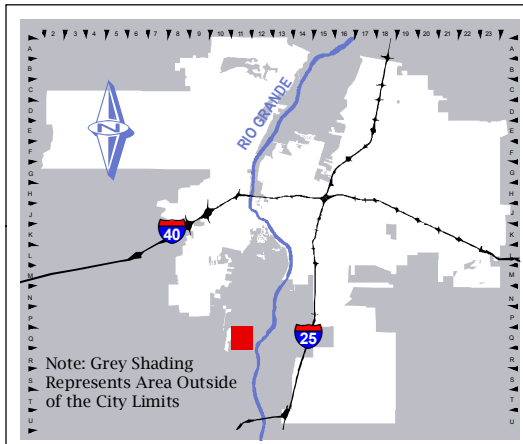 2 3 4 5 6 7 8 9 10 11 12 13 14 15 16 17 18 19 20 21 22 23
A A
B B
C C
D D
E E
F F
G G
H H
J J
K K
L L
M M
N N
P P
Q Q
R R
S S
T T
U U
N
RIO GRANDE
40
25
Note: Grey Shading
Represents Area Outside
of the City Limits